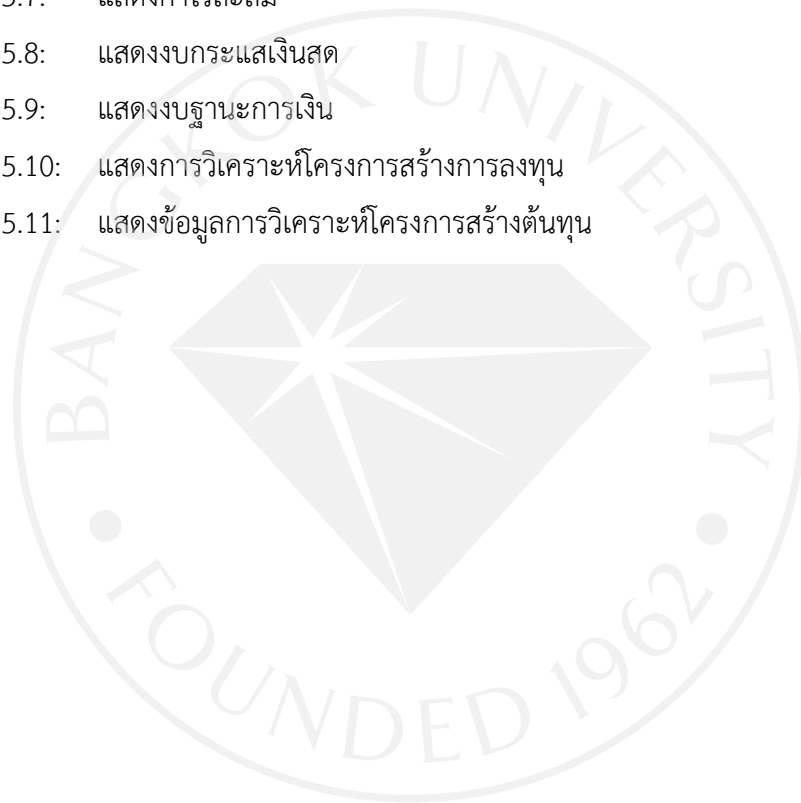 5.8: แสดงงบกระแสเงินสด
5.9: แสดงงบฐานะการเงิน
5.10: แสดงการวิเคราะห์โครงการสร้างการลงทุน
5.11: แสดงข้อมูลการวิเคราะห์โครงการสร้างต้นทุน
BANGKOK UNIVERSITY
FOUNDED 1962